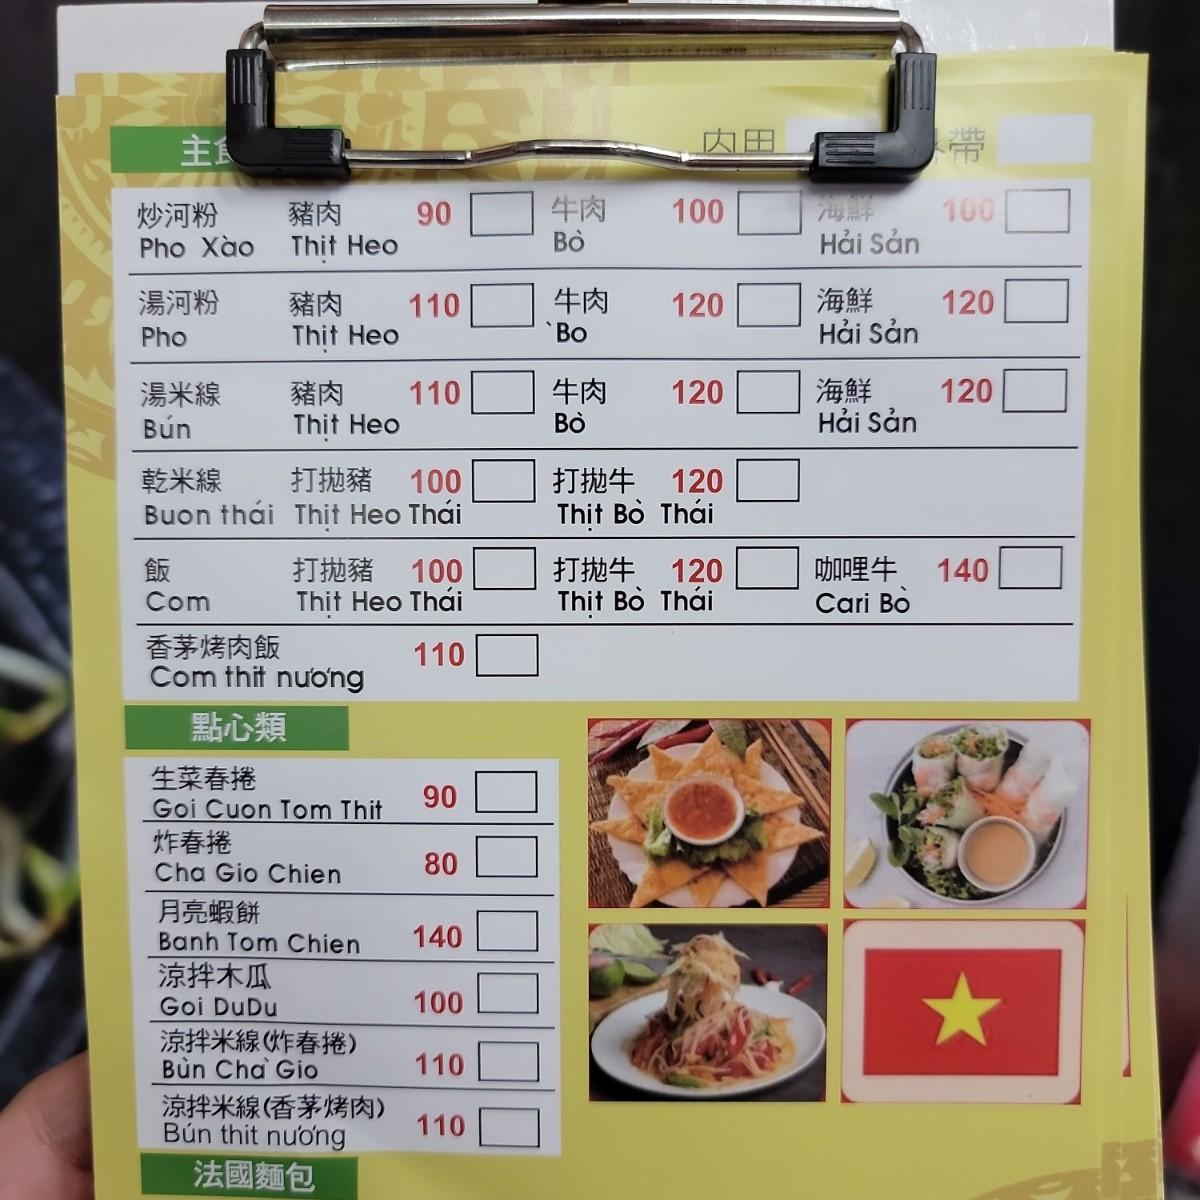 內用
帶
炒河粉 豬肉 90 牛肉 100 海鮮 100
Pho Xào Thịt Heo Bò Hải Sản
湯河粉 豬肉 110 牛肉 120 海鮮 120
Pho Thịt Heo `Bo Hải Sản
湯米線 豬肉 110 牛肉 120 海鮮 120
Bún Thịt Heo Bò Hải Sản
乾米線 打拋豬 100 打拋牛 120
Buon thái Thịt Heo Thái Thịt Bò Thái
飯 打拋豬 100 打拋牛 120 咖哩牛 140
Com Thịt Heo Thái Thịt Bò Thái Cari Bò
香茅烤肉飯 110
Com thit nướng
點心類
生菜春捲
Goi Cuon Tom Thit 90
炸春捲
Cha Gio Chien 80
月亮蝦餅
Banh Tom Chien 140
涼拌木瓜
Goi DuDu 100
涼拌米線(炸春捲)
Bùn Chả Gio 110
涼拌米線(香茅烤肉)
Bún thit nướng 110
法國麵包